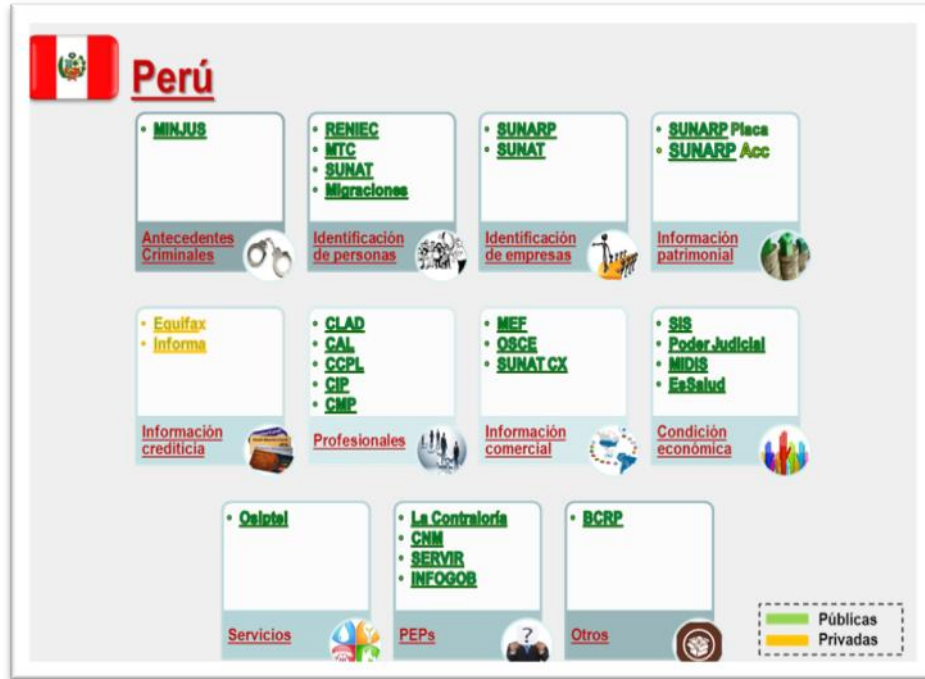 Perú
• MINJUS
Antecedentes
Criminales
• RENIEC
• MTC
• SUNAT
• Migraciones
Identificación
de personas
• SUNARP
• SUNAT
Identificación
de empresas
• SUNARP Placa
• SUNARP Acc
Información
patrimonial
• Equifax
• Informa
Información
crediticia
• CLAD
• CAL
• CCPL
• CIP
• CMP
Profesionales
• MEF
• OSCE
• SUNAT CX
Información
comercial
• SIS
• Poder Judicial
• MIDIS
• EsSalud
Condición
económica
• Osiptel
Servicios
• La Contraloría
• CNM
• SERVIR
• INFOGOB
PEPs
?
• BCRP
Otros
Públicas
Privadas